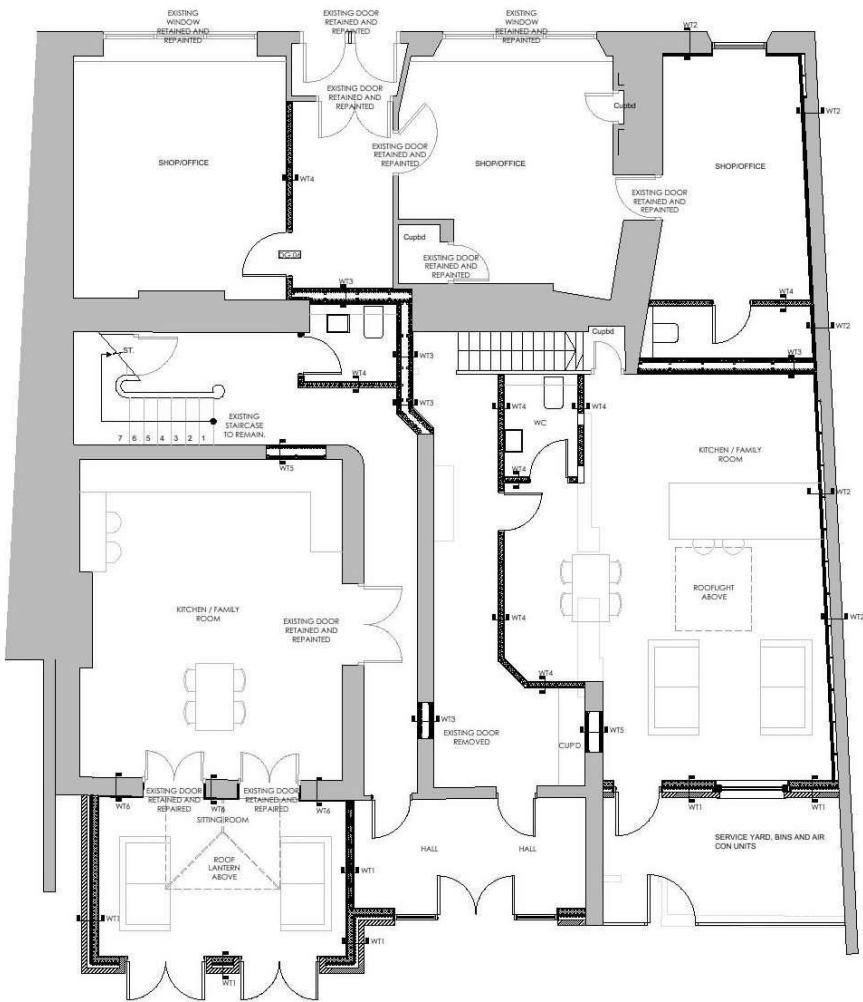 EXISTING
WINDOW
RETAINED AND
REPAINTED
EXISTING DOOR
RETAINED AND
REPAINTED
EXISTING
WINDOW
RETAINED AND
REPAINTED
WT2
EXISTING DOOR
RETAINED AND
REPAINTED
Cupbd
WT2
EXISTING DOOR
RETAINED AND
REPAINTED
SHOP/OFFICE
SHOP/OFFICE
SHOP/OFFICE
WT4
EXISTING DOOR
RETAINED AND
REPAINTED
Cupbd
EXISTING DOOR
RETAINED AND
REPAINTED
WT3
WT4
WT2
Cupbd
ST.
WT3
WT3
WT4
WT3
EXISTING
STAIRCASE
TO REMAIN.
7 6 5 4 3 2 1
WT4
WC
WT4
WT5
WT4
KITCHEN / FAMILY
ROOM
WT2
ROOFLIGHT
ABOVE
KITCHEN / FAMILY
ROOM
EXISTING DOOR
RETAINED AND
REPAINTED
WT4
WT2
WT4
WT3
EXISTING DOOR
REMOVED
CUP'D
WT5
EXISTING DOOR
RETAINED AND
REPAIRED
EXISTING DOOR
RETAINED AND
REPAIRED
WT6
WT6
WT6
WT1
WT1
SITTING ROOM
ROOF
LANTERN
ABOVE
HALL
HALL
SERVICE YARD, BINS AND AIR
CON UNITS
WT1
WT1
WT1
WT1